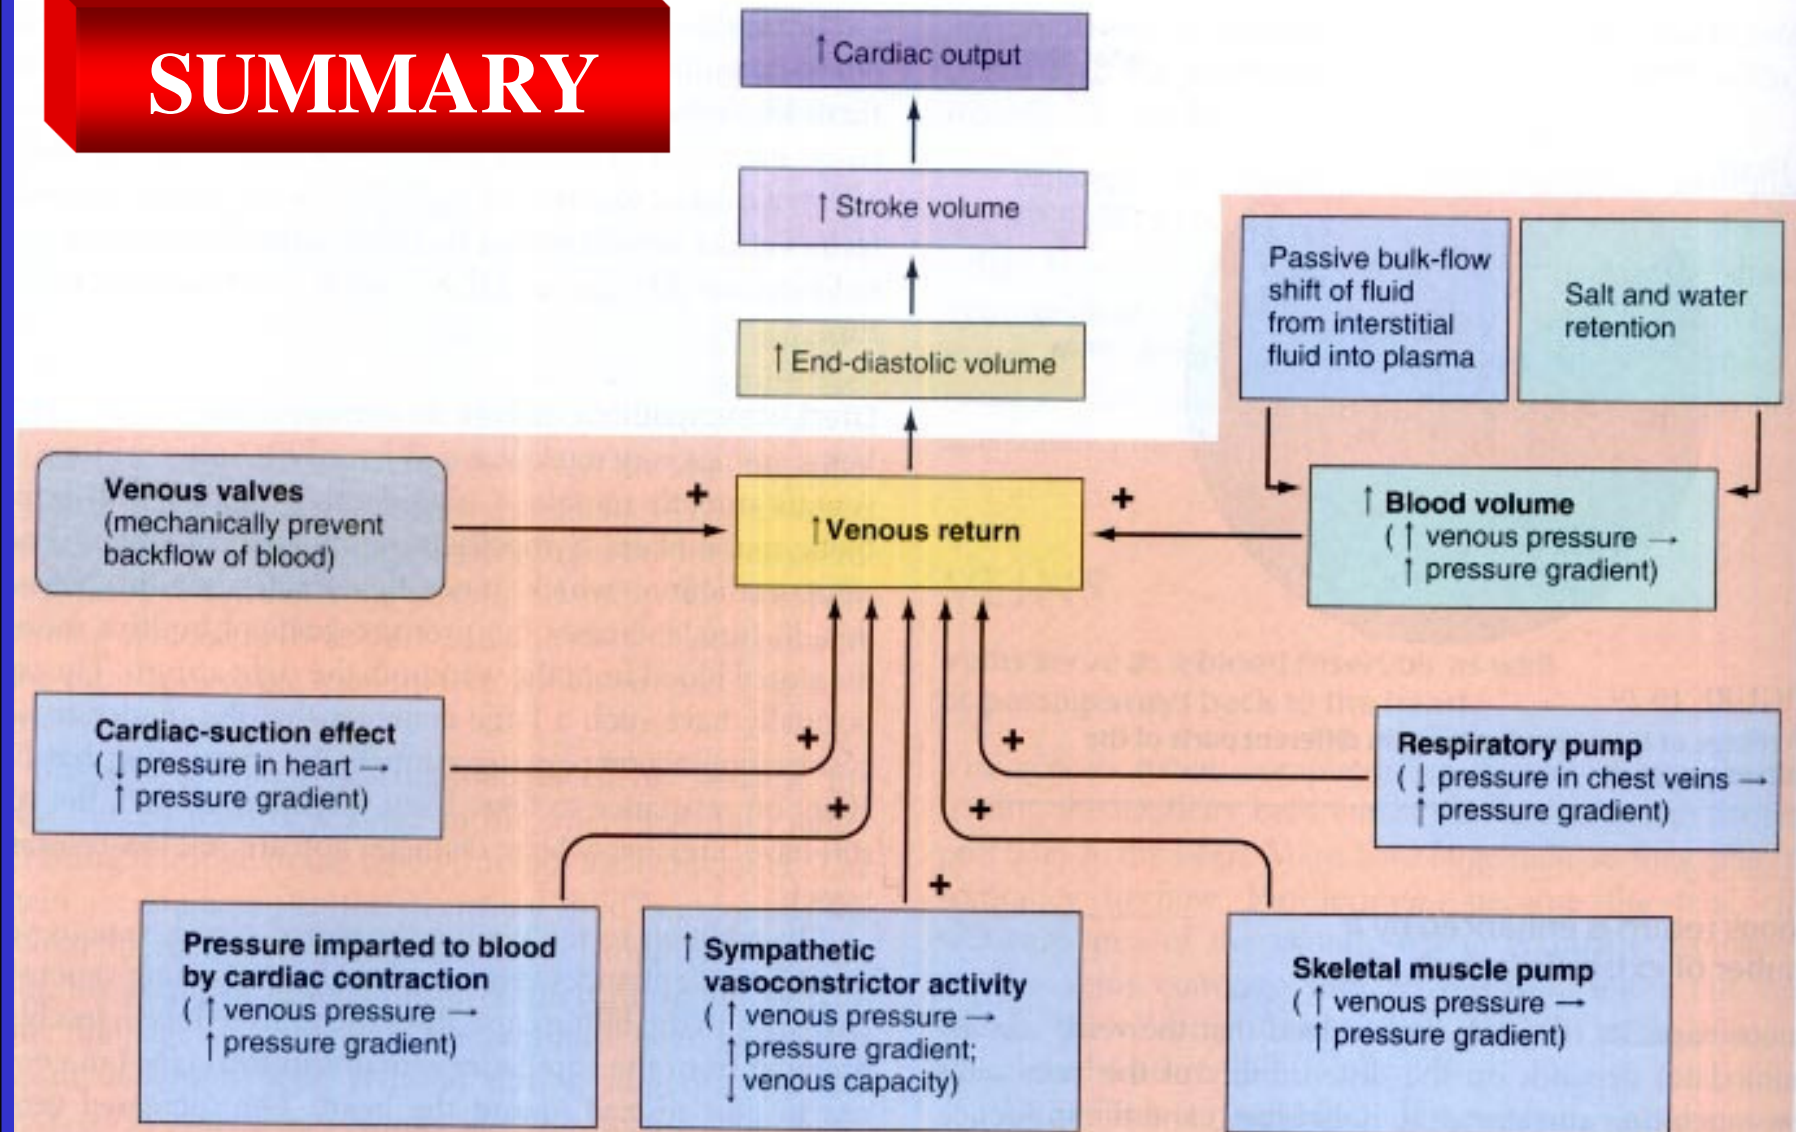 SUMMARY
↑ Cardiac output
↑ Stroke volume
↑ End-diastolic volume
Passive bulk-flow
shift of fluid
from interstitial
fluid into plasma
Salt and water
retention
Venous valves
(mechanically prevent
backflow of blood)
+
↑ Venous return
+
↑ Blood volume
(↑ venous pressure →
↑ pressure gradient)
Cardiac-suction effect
(↓ pressure in heart →
↑ pressure gradient)
+
+
+
+
+
Respiratory pump
(↓ pressure in chest veins →
↑ pressure gradient)
Pressure imparted to blood
by cardiac contraction
(↑ venous pressure →
↑ pressure gradient)
↑ Sympathetic
vasoconstrictor activity
(↑ venous pressure →
↑ pressure gradient;
↓ venous capacity)
Skeletal muscle pump
(↑ venous pressure →
↑ pressure gradient)